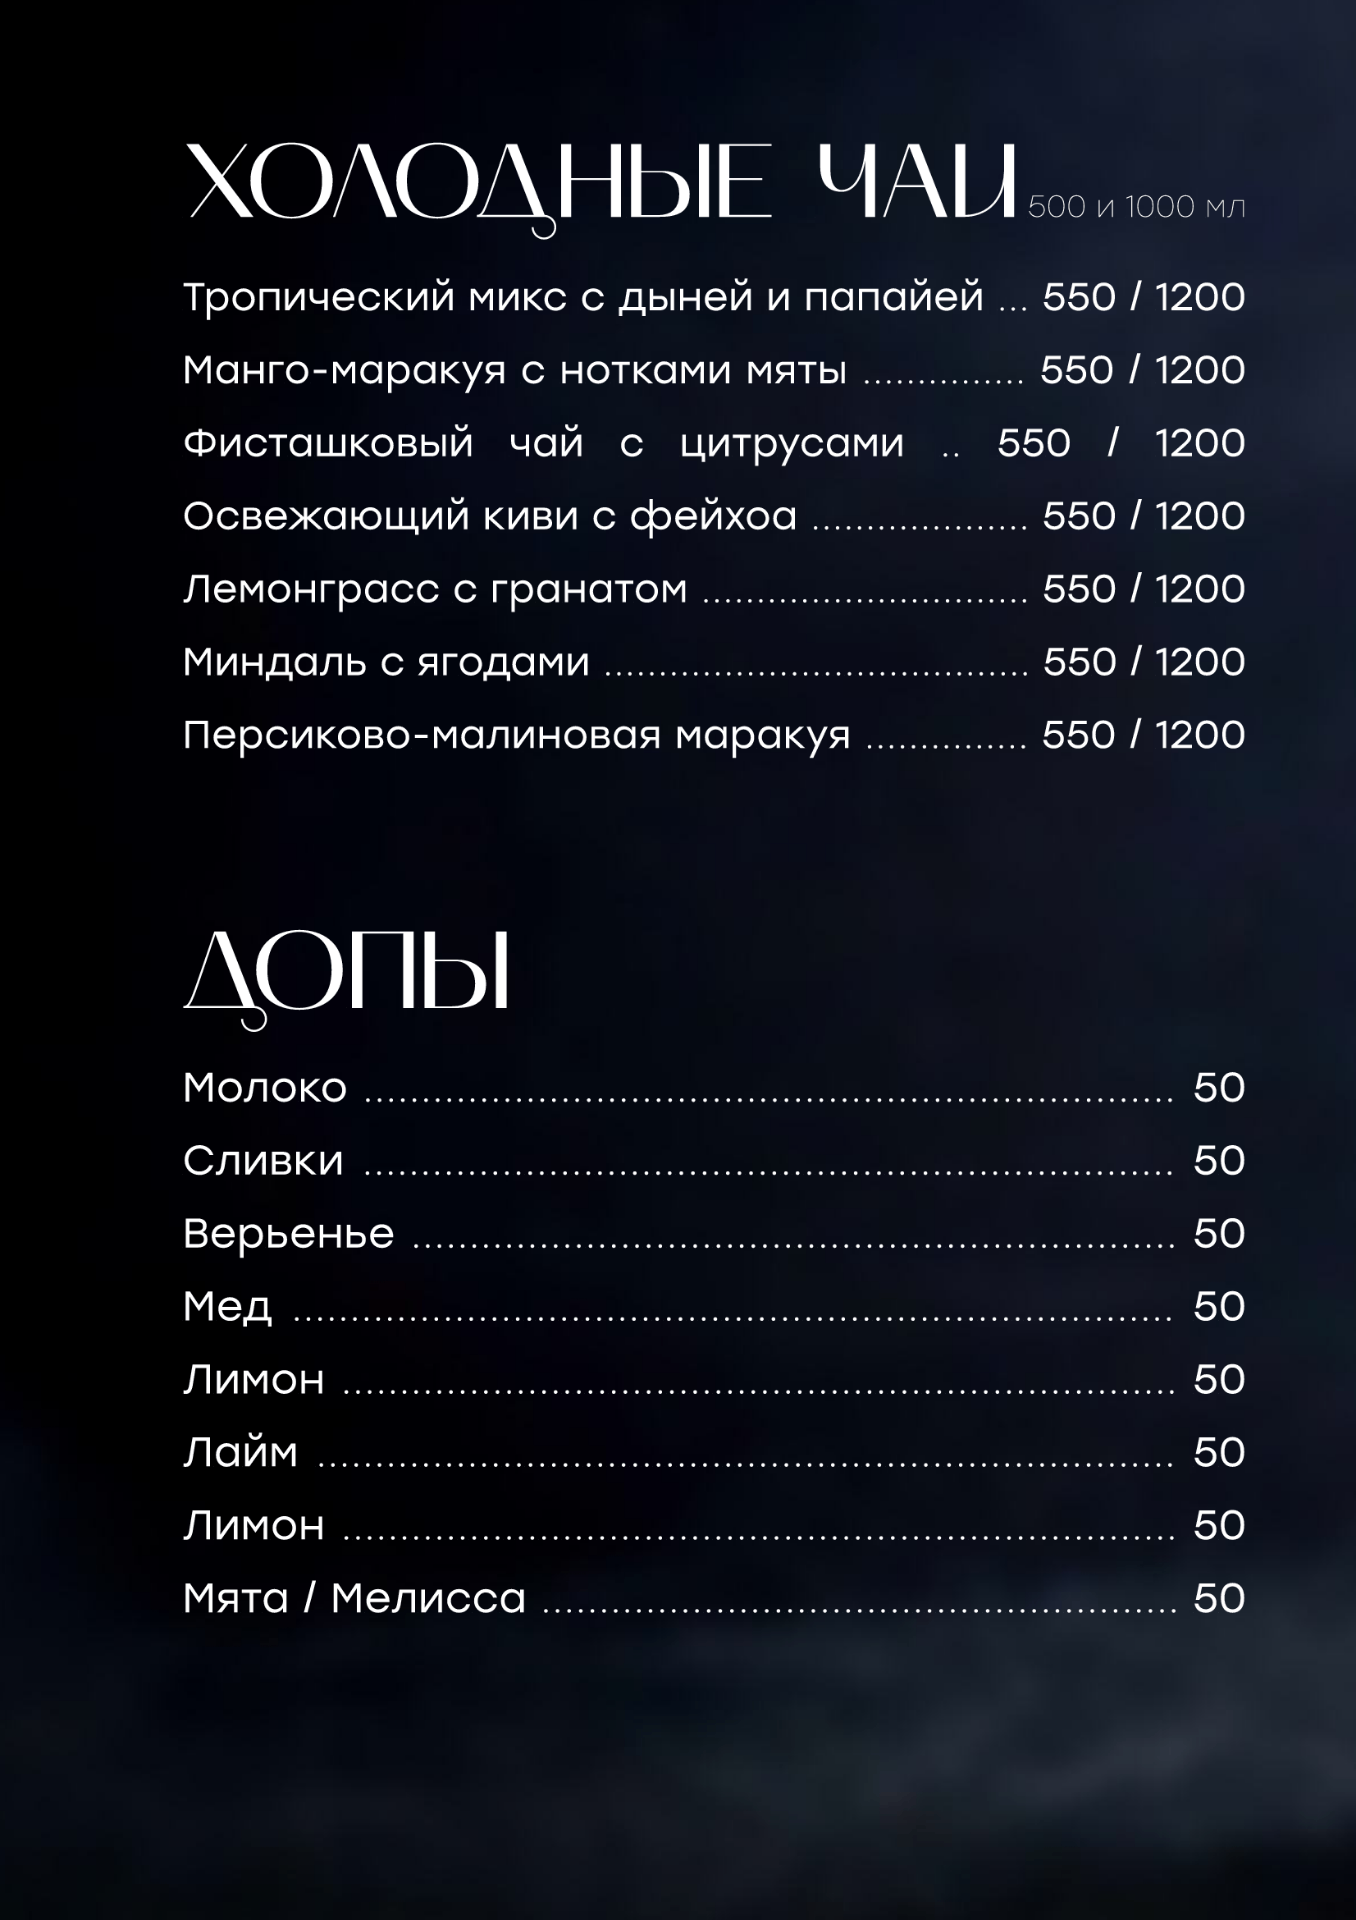 ХОЛОДНЫЕ ЧАИ 500 и 1000 мл
Тропический микс с дыней и папайей ... 550 / 1200
Манго-маракуя с нотками мяты ............... 550 / 1200
Фисташковый чай с цитрусами .. 550 / 1200
Освежающий киви с фейхоа ................... 550 / 1200
Лемонграсс с гранатом ............................. 550 / 1200
Миндаль с ягодами ...................................... 550 / 1200
Персиково-малиновая маракуя ............... 550 / 1200
ДОПЫ
Молоко ........................................................................ 50
Сливки ........................................................................ 50
Верьенье .................................................................... 50
Мед .............................................................................. 50
Лимон .......................................................................... 50
Лайм ............................................................................ 50
Лимон .......................................................................... 50
Мята / Мелисса ......................................................... 50